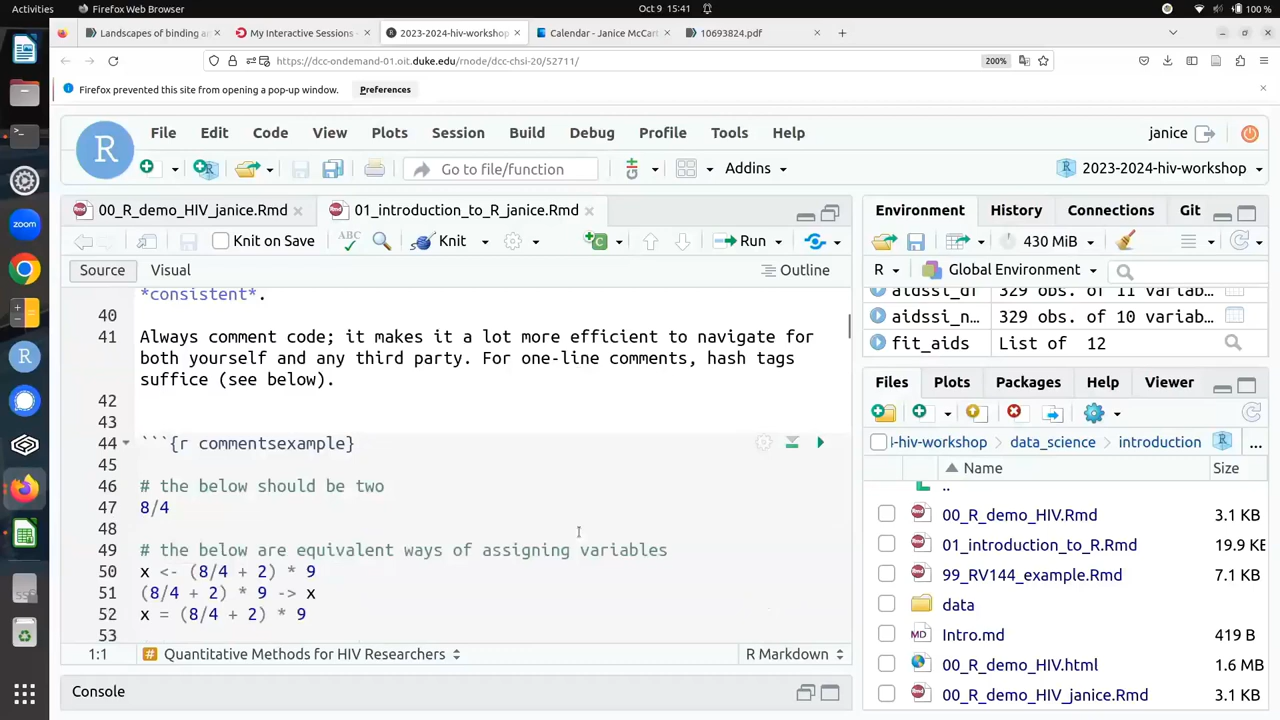 Activities
Firefox Web Browser
Oct 9 15:41
100 %
Landscapes of binding a
My Interactive Sessions -
2023-2024-hiv-workshop
Calendar - Janice McCar
10693824.pdf
https://dcc-ondemand-01.oit.duke.edu/rnode/dcc-chsi-20/52711/
200%
Firefox prevented this site from opening a pop-up window.
Preferences
File Edit Code View Plots Session Build Debug Profile Tools Help
janice
Go to file/function
Addins
2023-2024-hiv-workshop
00_R_demo_HIV_janice.Rmd
01_introduction_to_R_janice.Rmd
Knit on Save
ABC
Knit
Run
Source
Visual
Outline
*consistent*.
40
41 Always comment code; it makes it a lot more efficient to navigate for
both yourself and any third party. For one-line comments, hash tags
suffice (see below).
42
43
44 ```{r commentsexample}
45
46 # the below should be two
47 8/4
48
49 # the below are equivalent ways of assigning variables
50 x <- (8/4 + 2) * 9
51 (8/4 + 2) * 9 -> x
52 x = (8/4 + 2) * 9
53
1:1
Quantitative Methods for HIV Researchers
R Markdown
Console
Environment History Connections Git
430 MiB
R
Global Environment
aidssi_df 329 obs. of 11 variab…
aidssi_n… 329 obs. of 10 variab…
fit_aids List of 12
Files Plots Packages Help Viewer
-hiv-workshop
data_science
introduction
...
Name
Size
..
00_R_demo_HIV.Rmd 3.1 KB
01_introduction_to_R.Rmd 19.9 KE
99_RV144_example.Rmd 7.1 KB
data
Intro.md 419 B
00_R_demo_HIV.html 1.6 MB
00_R_demo_HIV_janice.Rmd 3.1 KB
zoom